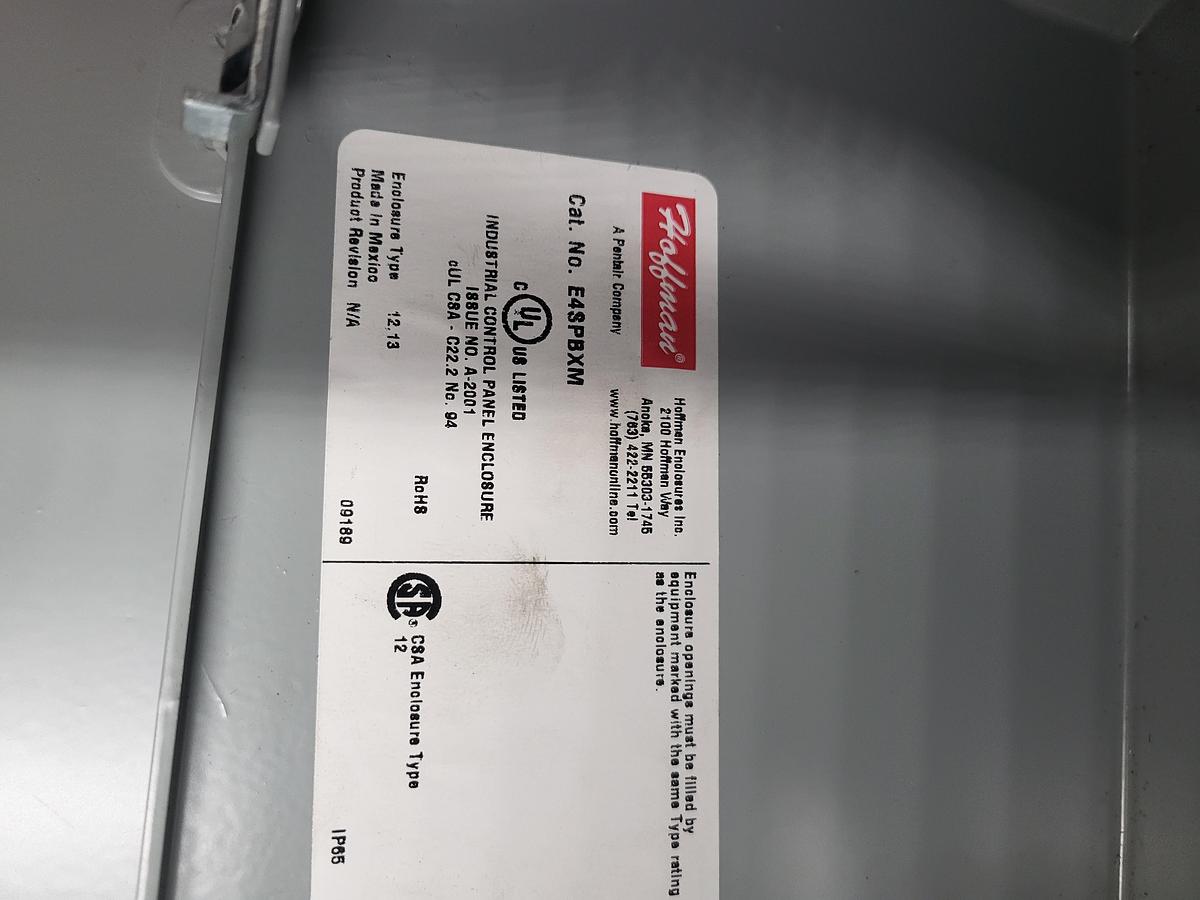 Hoffman®
A Pentair Company
Hoffman Enclosures Inc.
2100 Hoffman Way
Anoka, MN 55303-1745
(763) 422-2211 Tel
www.hoffmanonline.com
Cat. No. E4SPBXM
C UL US LISTED
INDUSTRIAL CONTROL PANEL ENCLOSURE
ISSUE NO. A-2001
cUL CSA - C22.2 No. 94
RoHS
Enclosure Type 12,13
Made In Mexico
Product Revision N/A
09189
Enclosure openings must be filled by
equipment marked with the same Type rating
as the enclosure.
SA® CSA Enclosure Type
12
IP65